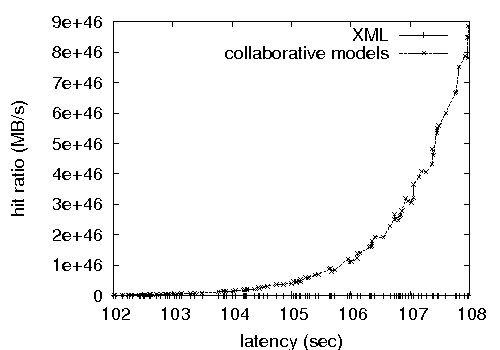 9e+46
8e+46
7e+46
6e+46
5e+46
4e+46
3e+46
2e+46
1e+46
0
hit ratio (MB/s)
XML
collaborative models
102 103 104 105 106 107 108
latency (sec)